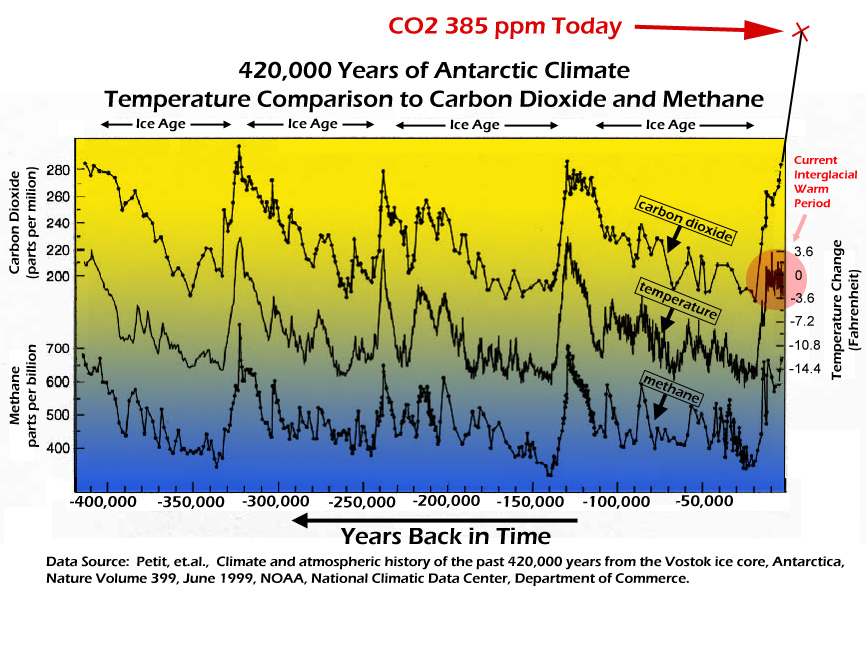 CO2 385 ppm Today
420,000 Years of Antarctic Climate
Temperature Comparison to Carbon Dioxide and Methane
Ice Age
Ice Age
Ice Age
Ice Age
Carbon Dioxide
(parts per milion)
280
260
240
220
200
Methane
parts per billion
700
600
500
400
carbon dioxide
temperature
methane
Current
Interglacial
Warm
Period
3.6
0
-3.6
-7.2
-10.8
-14.4
Temperature Change
(Fahrenheit)
-400,000
-350,000
-300,000
-250,000
-200,000
-150,000
-100,000
-50,000
Years Back in Time
Data Source: Petit, et.al., Climate and atmospheric history of the past 420,000 years from the Vostok ice core, Antarctica,
Nature Volume 399, June 1999, NOAA, National Climatic Data Center, Department of Commerce.